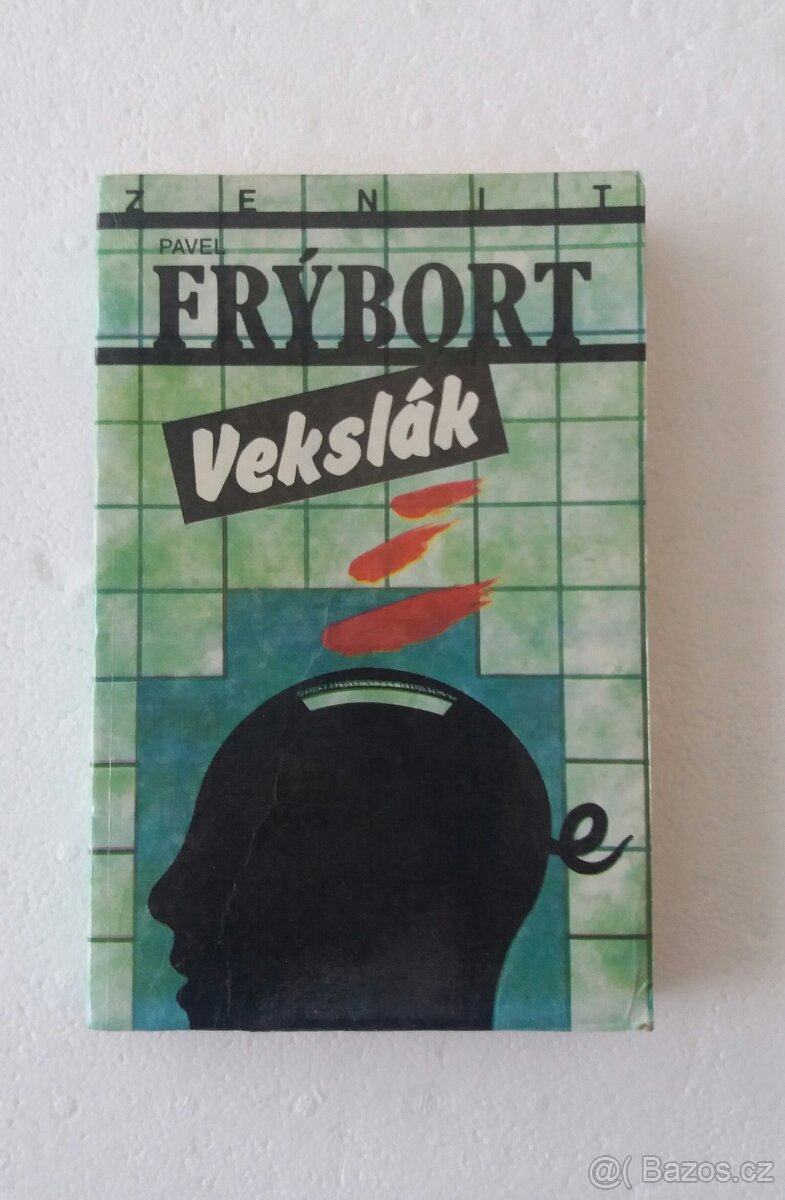 ZENIT
PAVEL
FRÝBORT
Vekslák
@( Bazos.cz